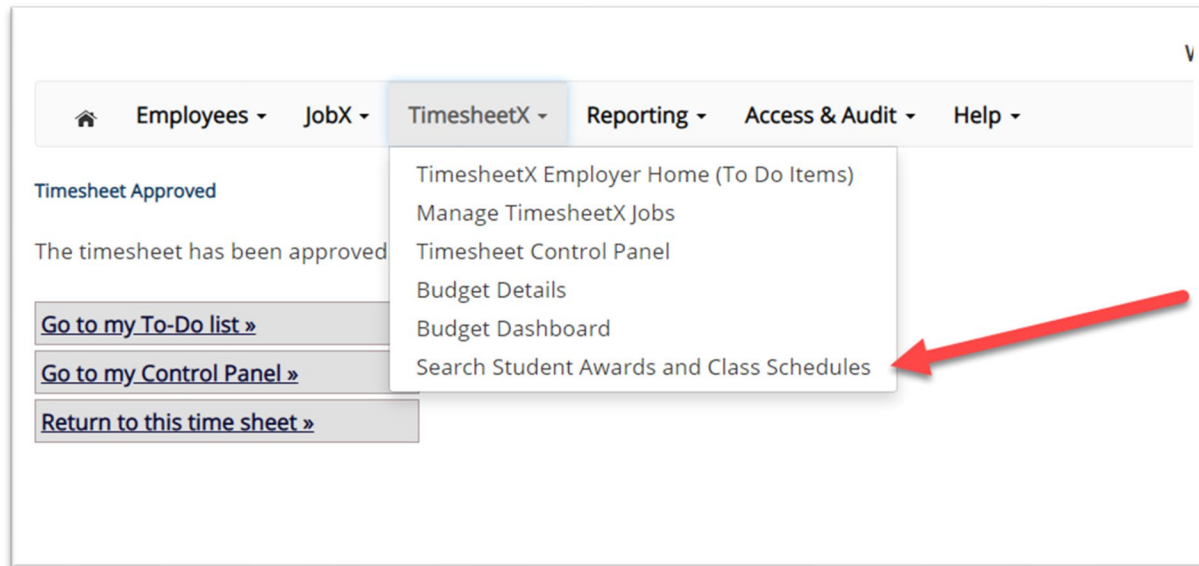 Employees JobX TimesheetX Reporting Access & Audit Help
TimesheetX Employer Home (To Do Items)
Manage TimesheetX Jobs
Timesheet Control Panel
Budget Details
Budget Dashboard
Search Student Awards and Class Schedules
Timesheet Approved
The timesheet has been approved
Go to my To-Do list »
Go to my Control Panel »
Return to this time sheet »